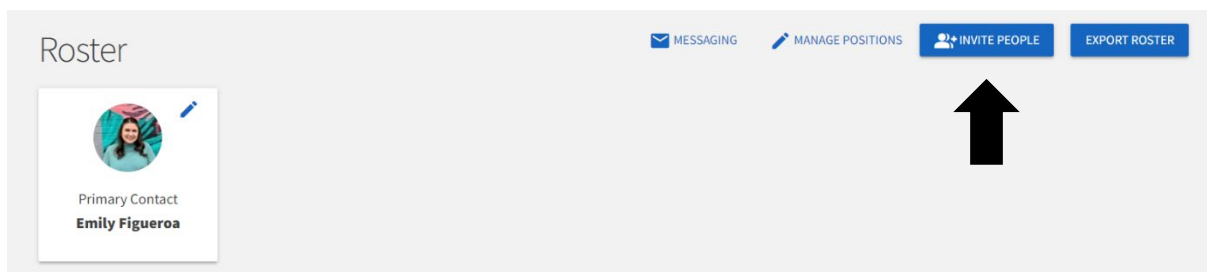 Roster
MESSAGING
MANAGE POSITIONS
INVITE PEOPLE
EXPORT ROSTER
Primary Contact
Emily Figueroa